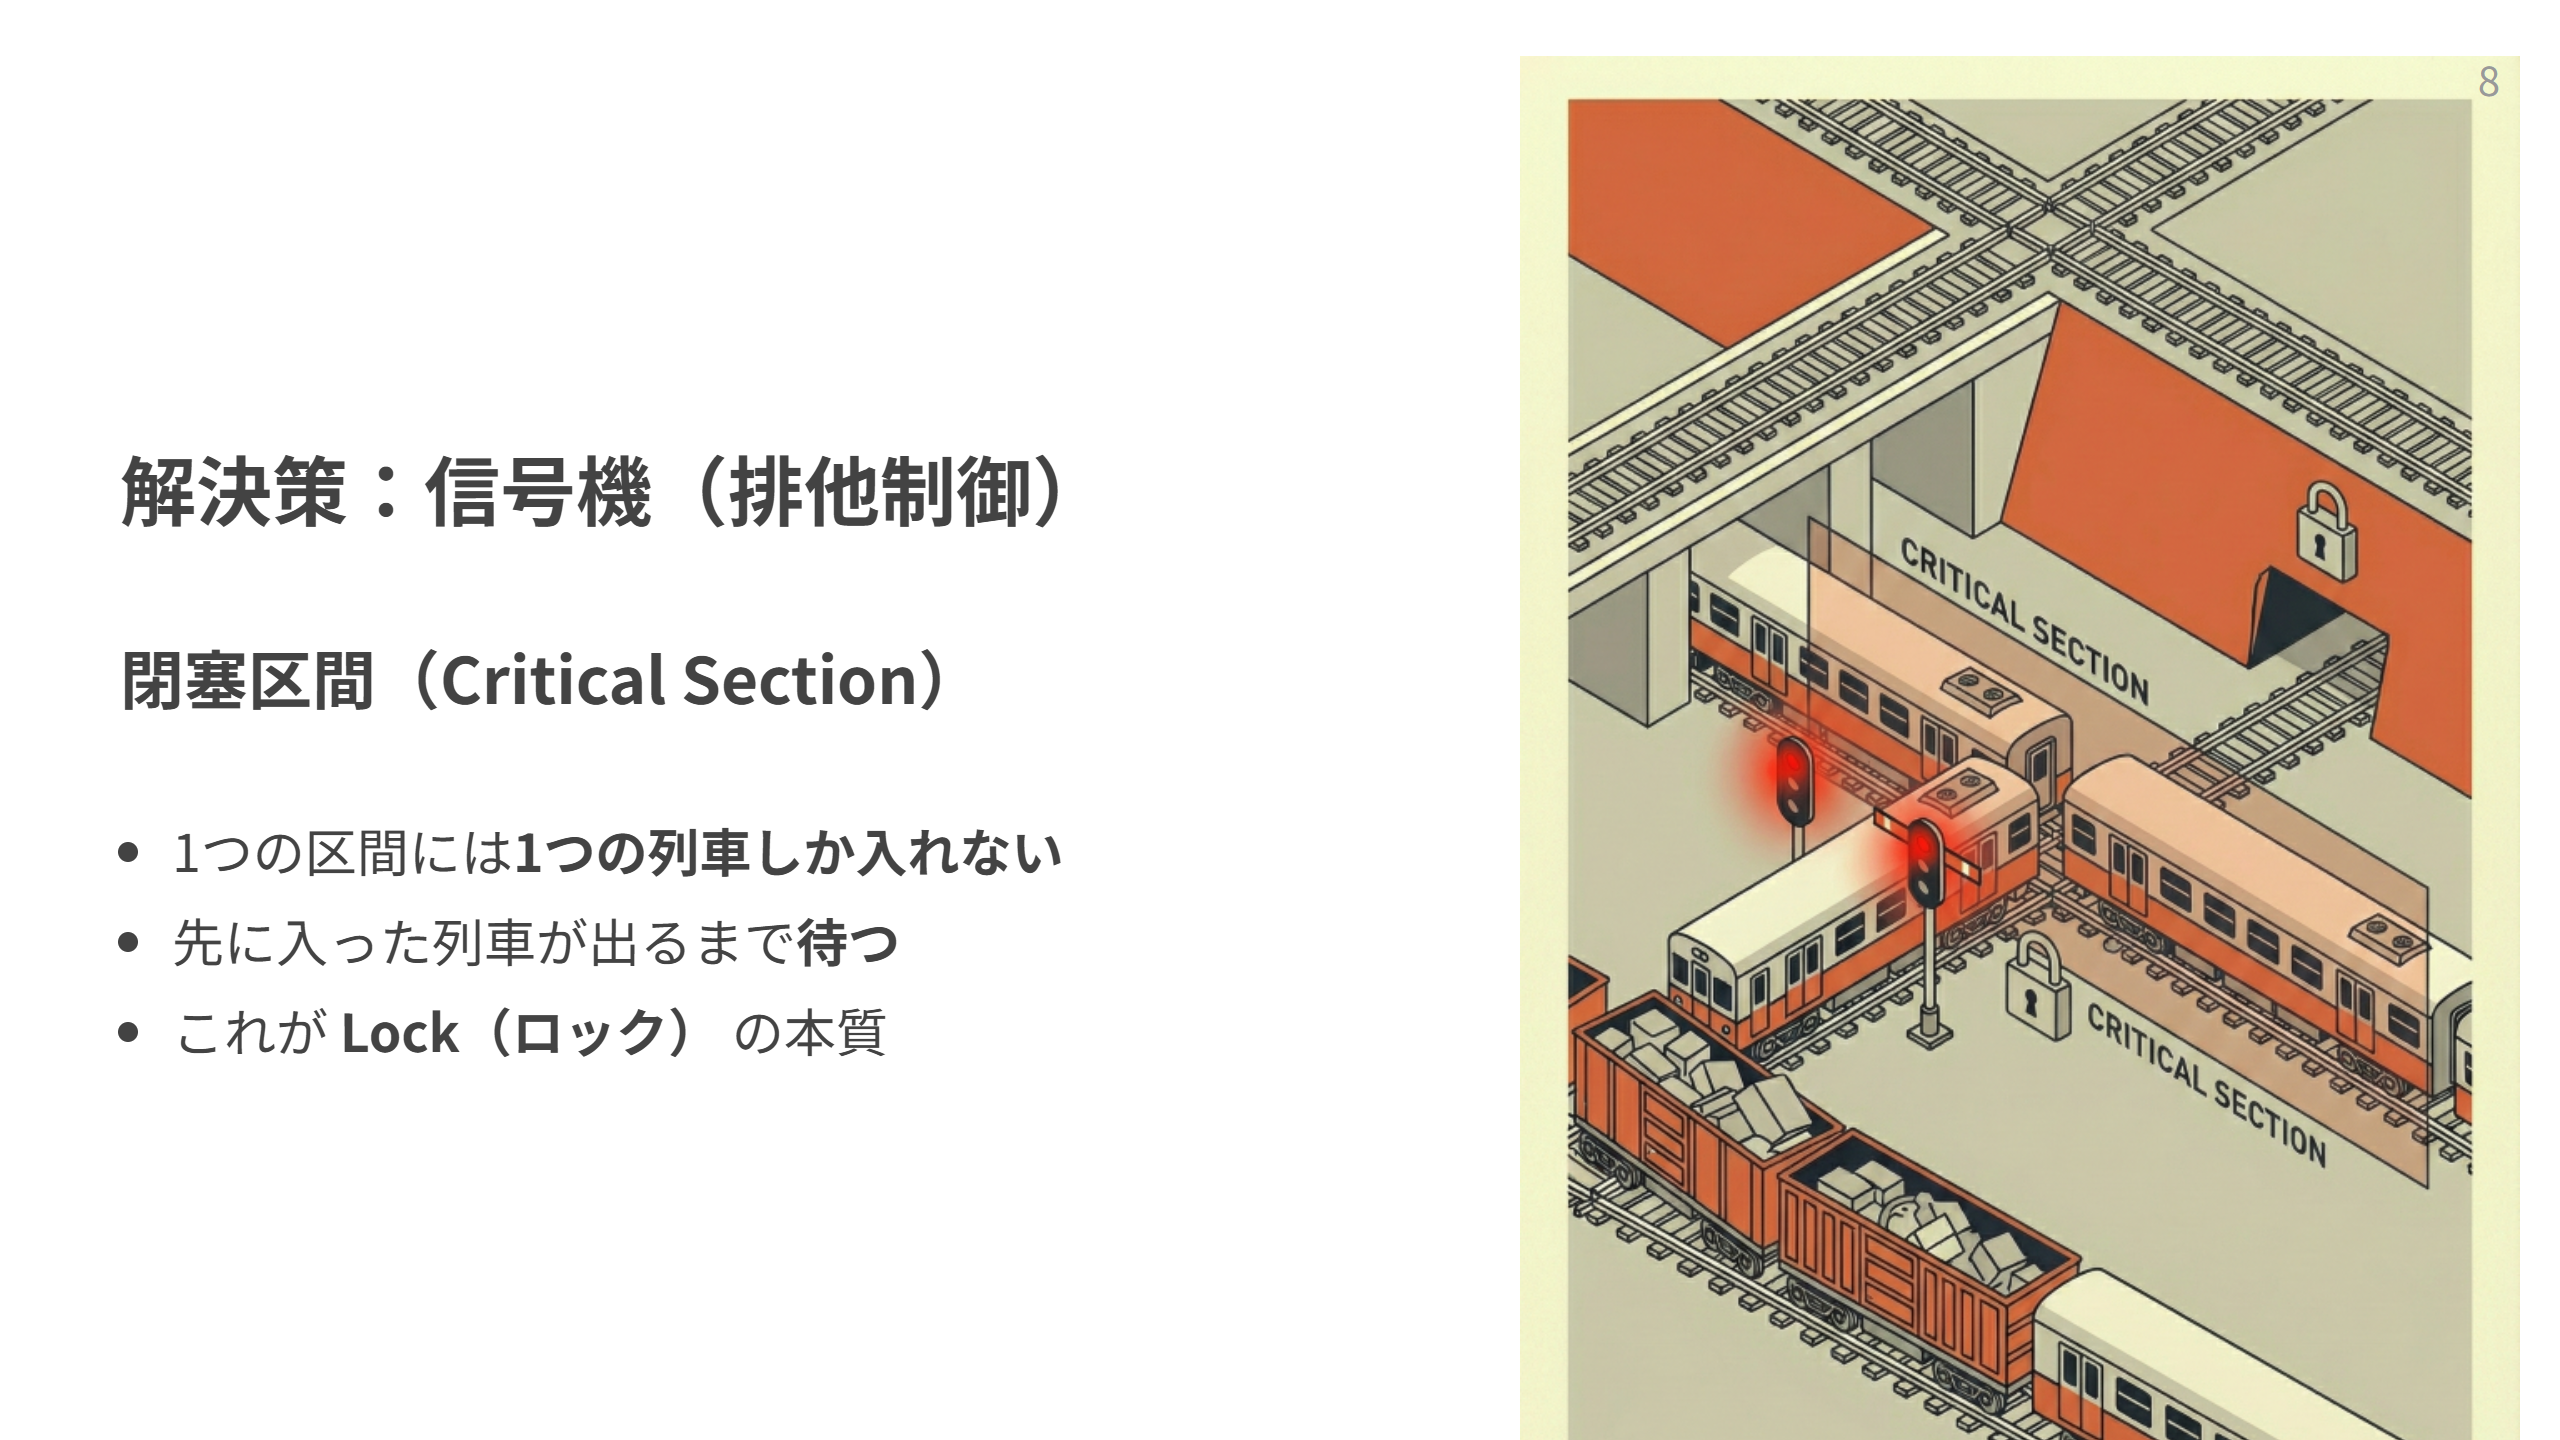 8
解決策：信号機（排他制御）
閉塞区間（Critical Section）
1つの区間には1つの列車しか入れない
先に入った列車が出るまで待つ
これが Lock（ロック） の本質
CRITICAL SECTION
CRITICAL SECTION